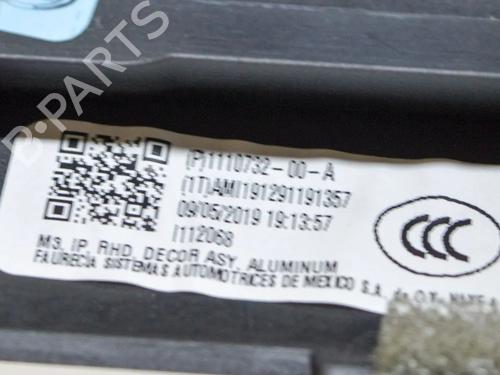 B-PARTS
(P)1110732-00-A
(1T)AMI191291191357
09/05/2019 19:13:57
I112068
CCC
M3, IP, RHD, DECOR ASY, ALUMINUM
FAURECIA SISTEMAS AUTOMOTRICES DE MEXICO S.A. de C.V.